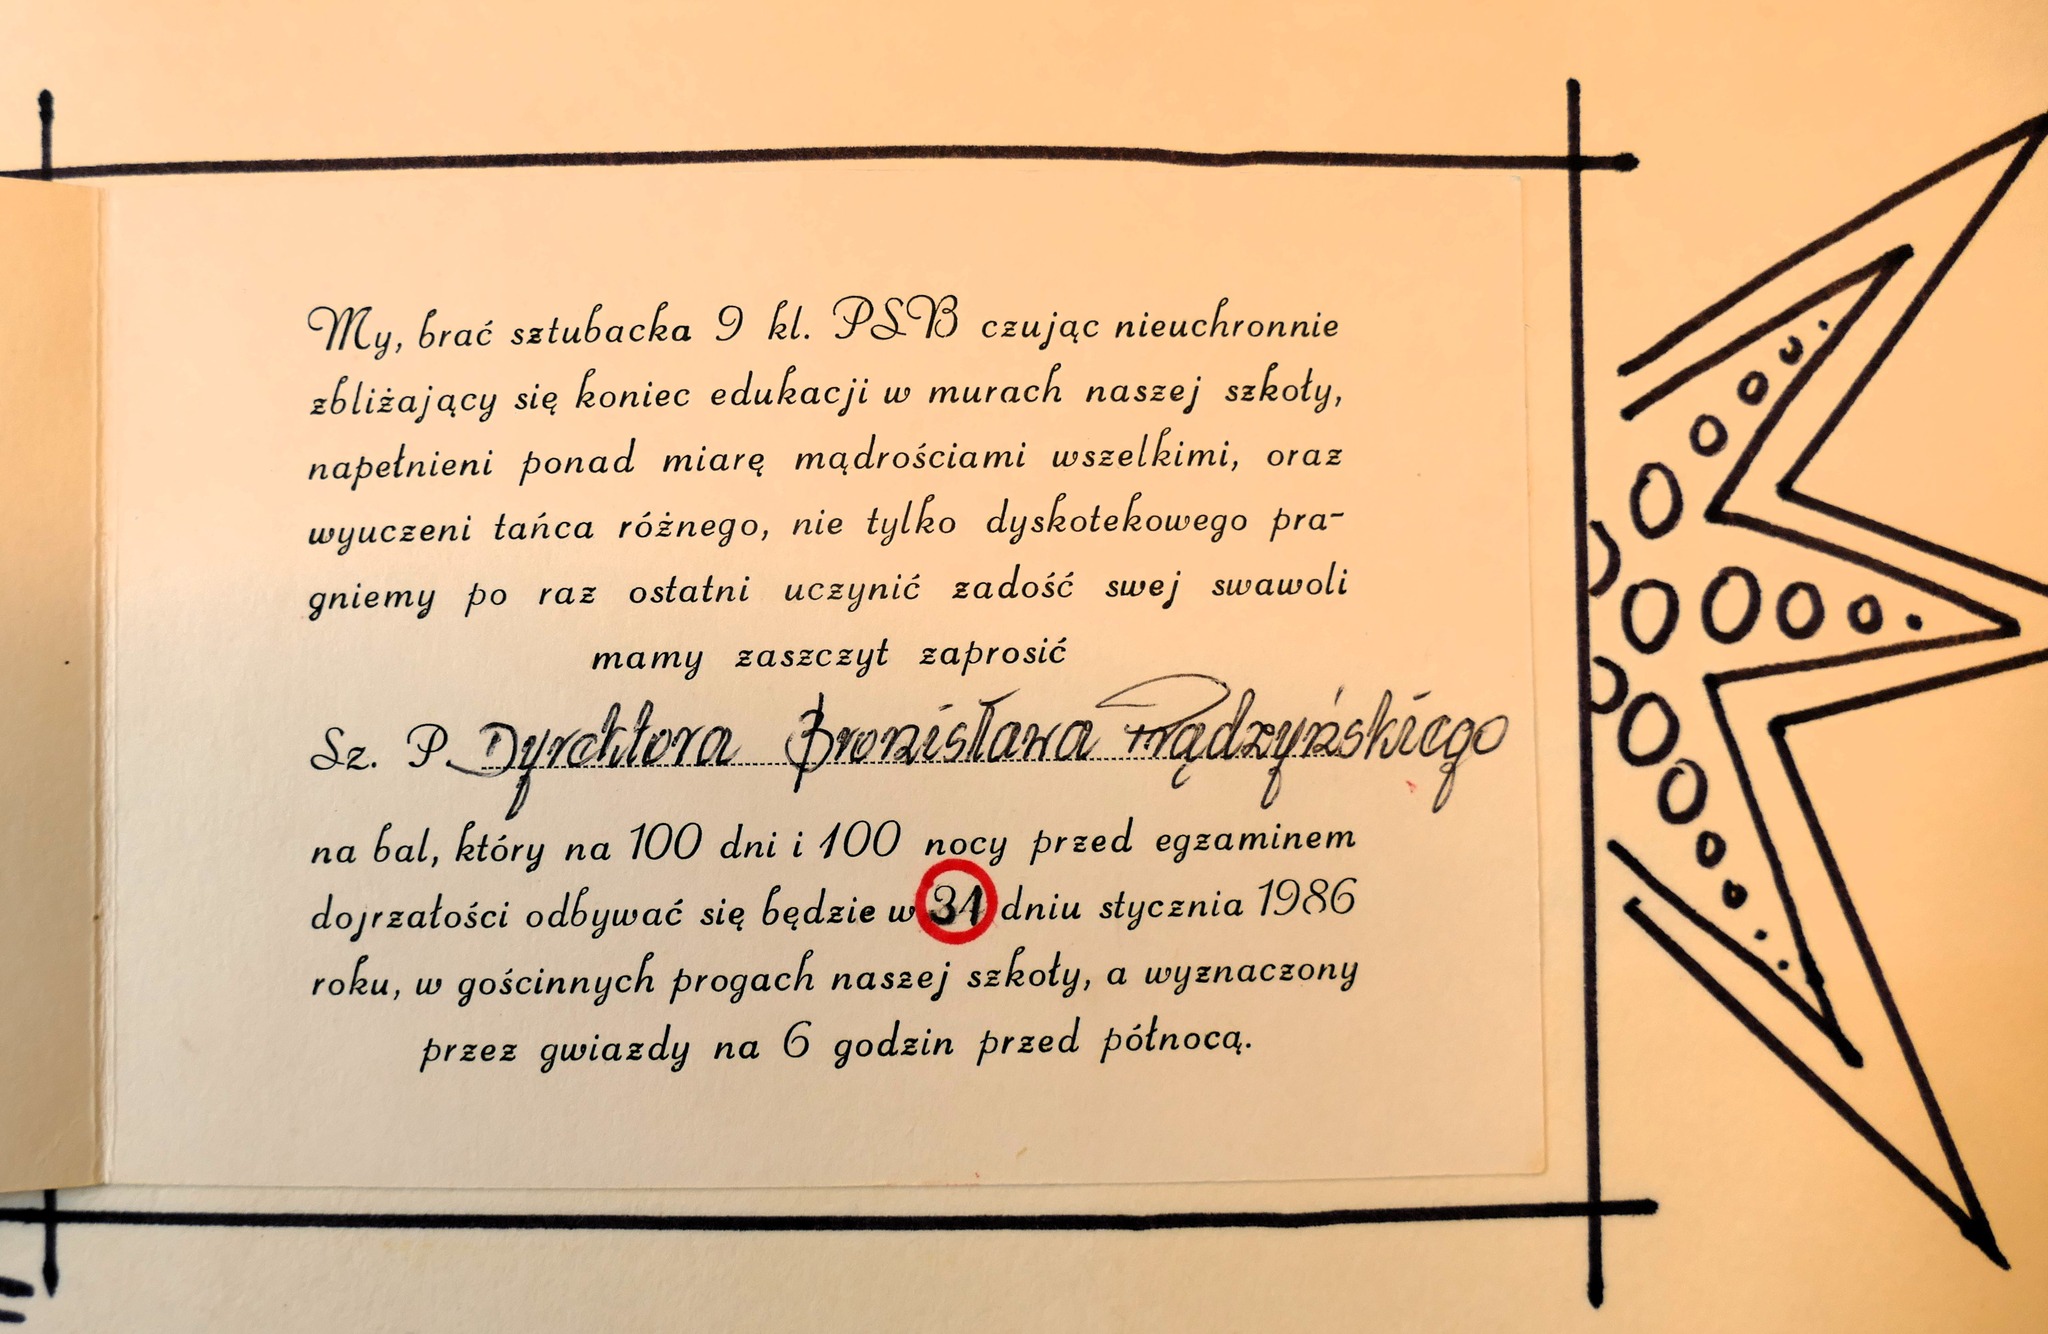 My, brać sztubacka 9 kl. PSB czując nieuchronnie
zbliżający się koniec edukacji w murach naszej szkoły,
napełnieni ponad miarę mądrościami wszelkimi, oraz
wyuczeni tańca różnego, nie tylko dyskotekowego pra-
gniemy po raz ostatni uczynić zadość swej swawoli
mamy zaszczyt zaprosić
Sz. P. Dyrektora Bronisława Prądzyńskiego
na bal, który na 100 dni i 100 nocy przed egzaminem
dojrzałości odbywać się będzie w 31 dniu stycznia 1986
roku, w gościnnych progach naszej szkoły, a wyznaczony
przez gwiazdy na 6 godzin przed północą.